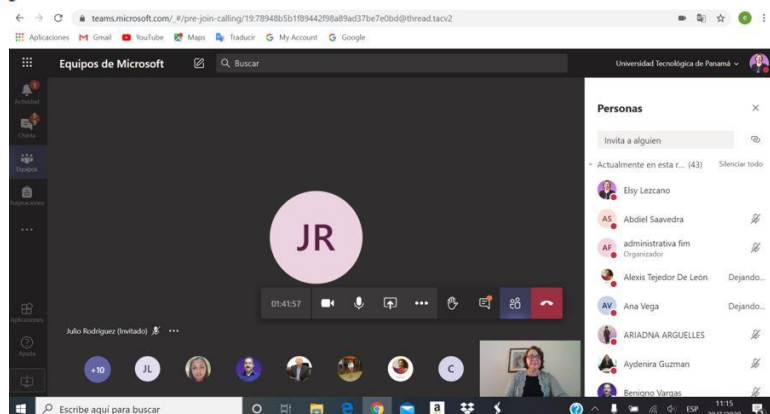 teams.microsoft.com/_#/pre-join-calling/19:78948b5b1f89442f98a89ad37be7e0bd@thread.tacv2
Aplicaciones Gmail YouTube Maps Traducir My Account Google
Equipos de Microsoft
Buscar
Universidad Tecnológica de Panamá
Actividad
Charla
Equipos
Asignaciones
Aplicaciones
Ayuda
Personas
Invita a alguien
Actualmente en esta r... (43) Silenciar todo
Elsy Lezcano
AS Abdiel Saavedra
AF administrativa fim
Organizador
Alexis Tejedor De León Dejando...
AV Ana Vega Dejando...
ARIADNA ARGUELLES
Aydenira Guzman
Benigno Vargas
JR
01:41:57
Julio Rodríguez (Invitado)
+10 JL C
Escribe aquí para buscar
ESP
11:15